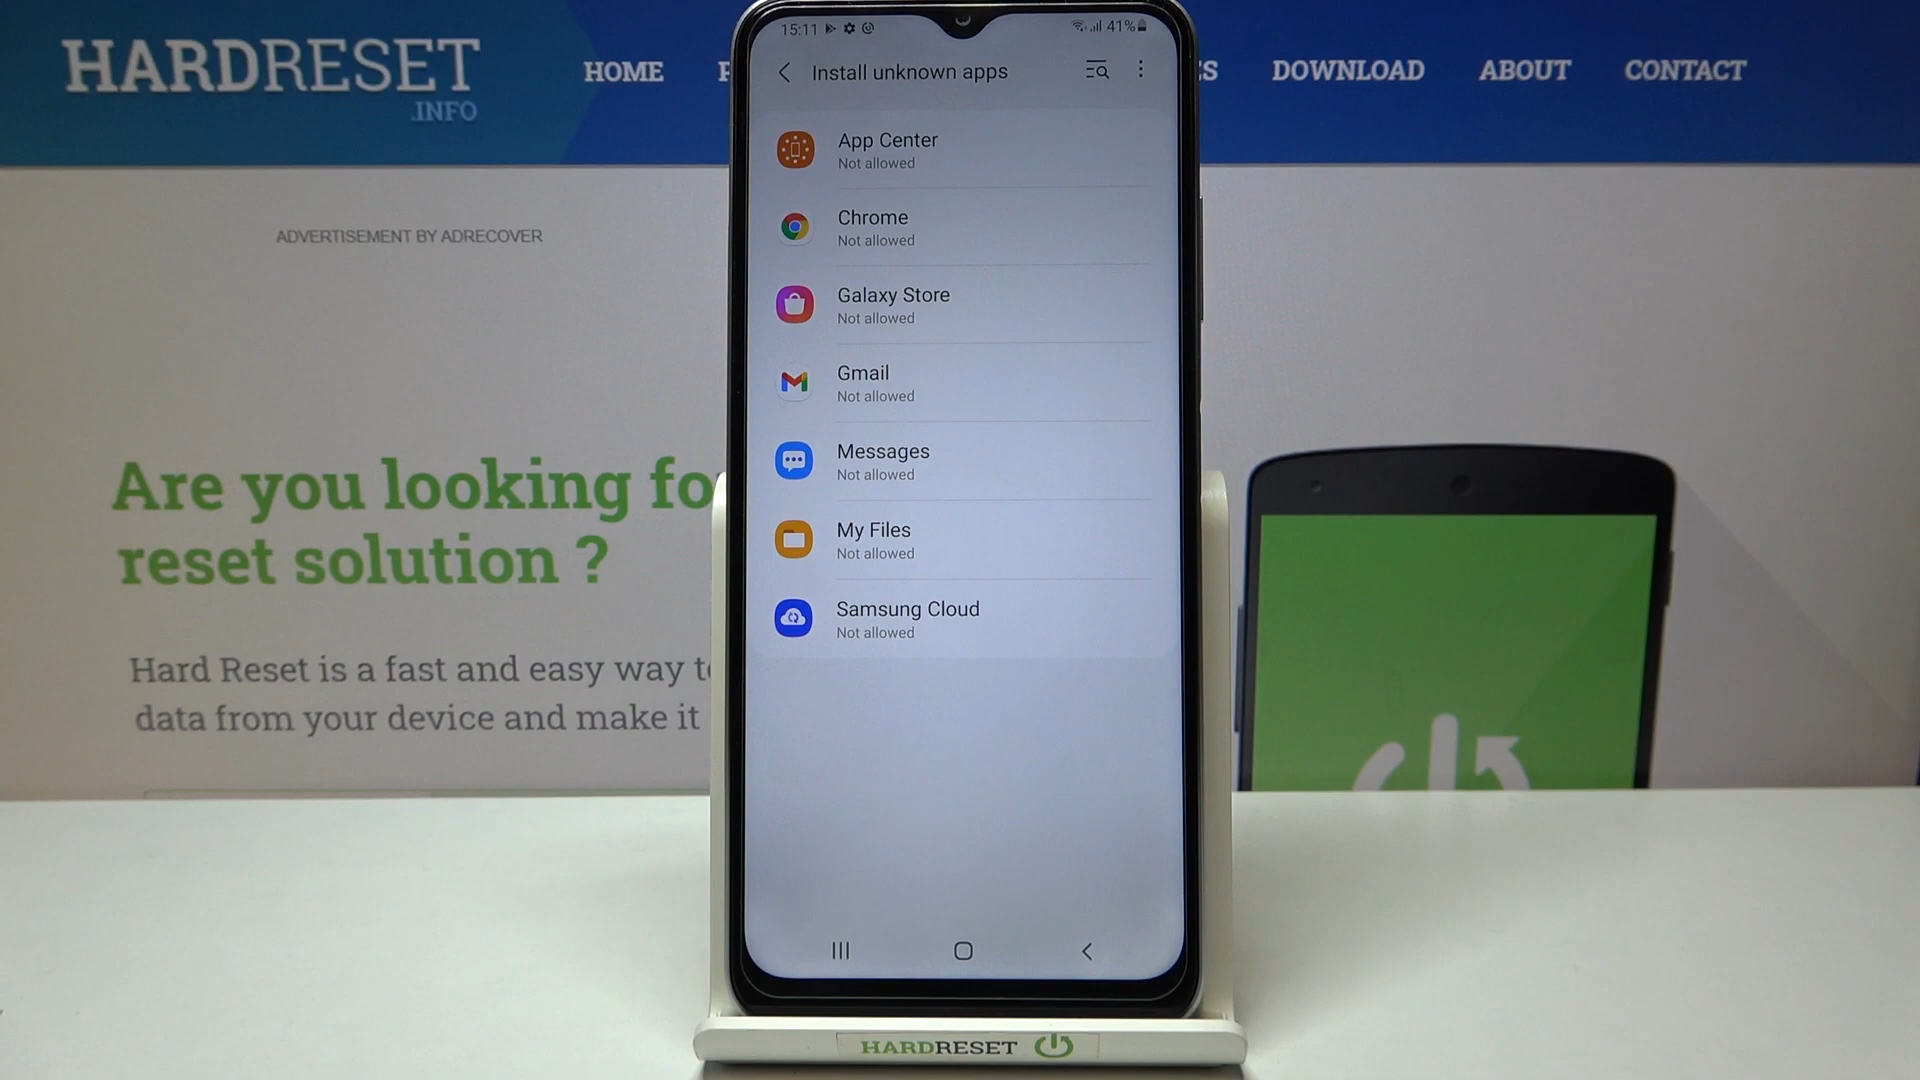 HARDRESET
.INFO
HOME
DOWNLOAD
ABOUT
CONTACT
ADVERTISEMENT BY ADRECOVER
Are you looking fo
reset solution ?
Hard Reset is a fast and easy way t
data from your device and make it
15:11
41%
Install unknown apps
App Center
Not allowed
Chrome
Not allowed
Galaxy Store
Not allowed
Gmail
Not allowed
Messages
Not allowed
My Files
Not allowed
Samsung Cloud
Not allowed
HARDRESET